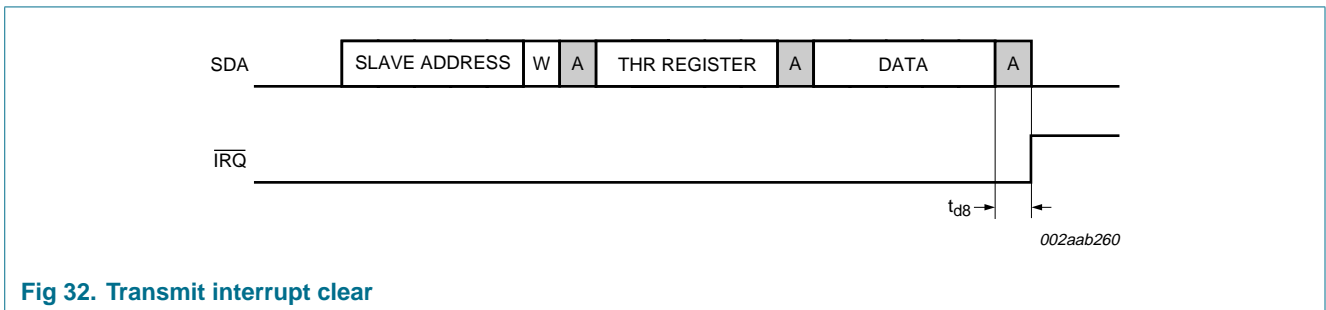 SDA SLAVE ADDRESS W A THR REGISTER A DATA A
IRQ
td8
002aab260
Fig 32. Transmit interrupt clear